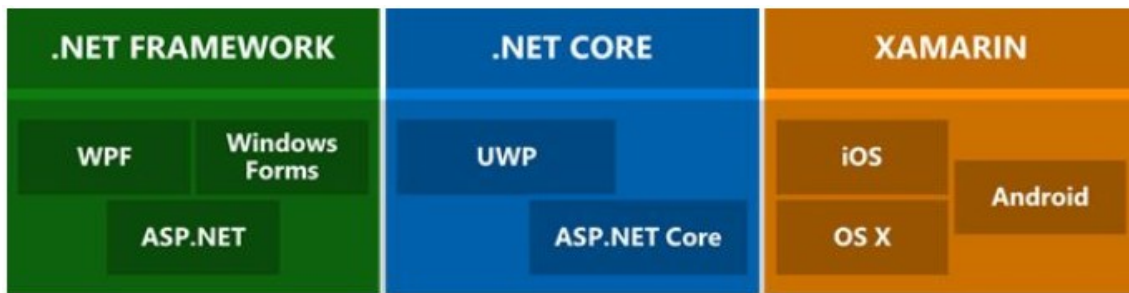 .NET FRAMEWORK
WPF
Windows
Forms
ASP.NET
.NET CORE
UWP
ASP.NET Core
XAMARIN
iOS
Android
OS X